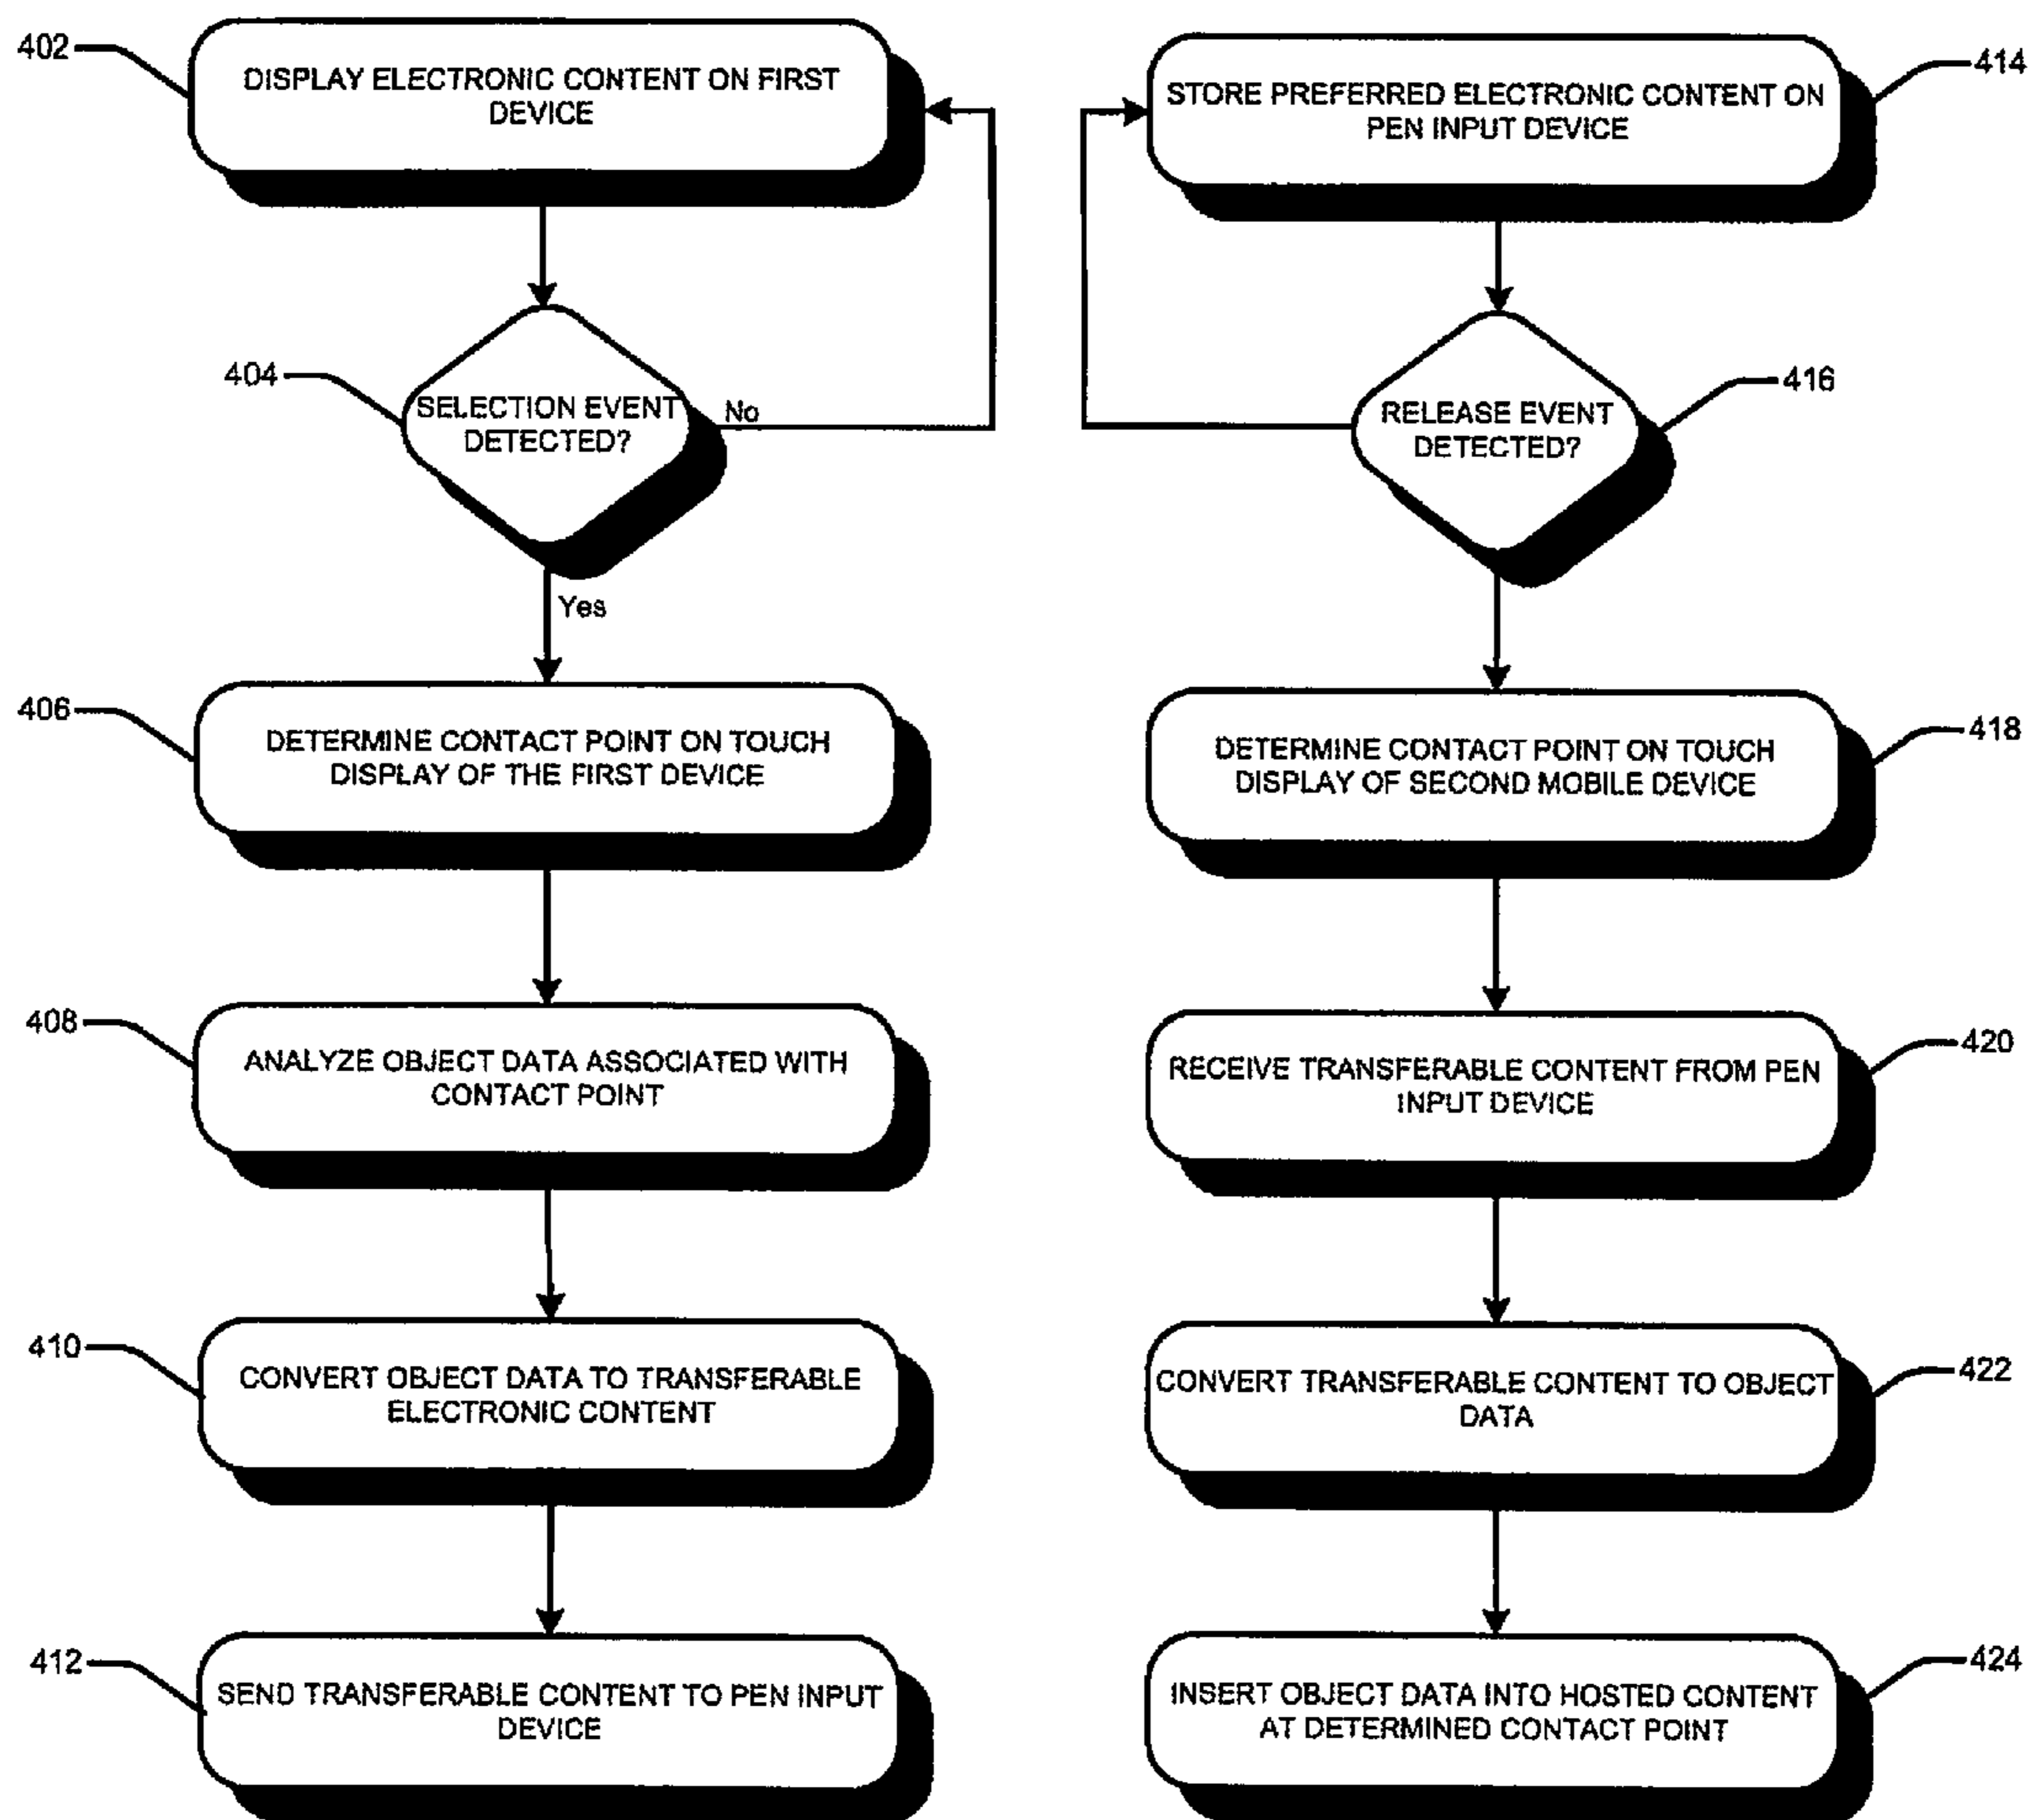 402
DISPLAY ELECTRONIC CONTENT ON FIRST
DEVICE
404
SELECTION EVENT
DETECTED?
No
Yes
406
DETERMINE CONTACT POINT ON TOUCH
DISPLAY OF THE FIRST DEVICE
408
ANALYZE OBJECT DATA ASSOCIATED WITH
CONTACT POINT
410
CONVERT OBJECT DATA TO TRANSFERABLE
ELECTRONIC CONTENT
412
SEND TRANSFERABLE CONTENT TO PEN INPUT
DEVICE
414
STORE PREFERRED ELECTRONIC CONTENT ON
PEN INPUT DEVICE
416
RELEASE EVENT
DETECTED?
418
DETERMINE CONTACT POINT ON TOUCH
DISPLAY OF SECOND MOBILE DEVICE
420
RECEIVE TRANSFERABLE CONTENT FROM PEN
INPUT DEVICE
422
CONVERT TRANSFERABLE CONTENT TO OBJECT
DATA
424
INSERT OBJECT DATA INTO HOSTED CONTENT
AT DETERMINED CONTACT POINT